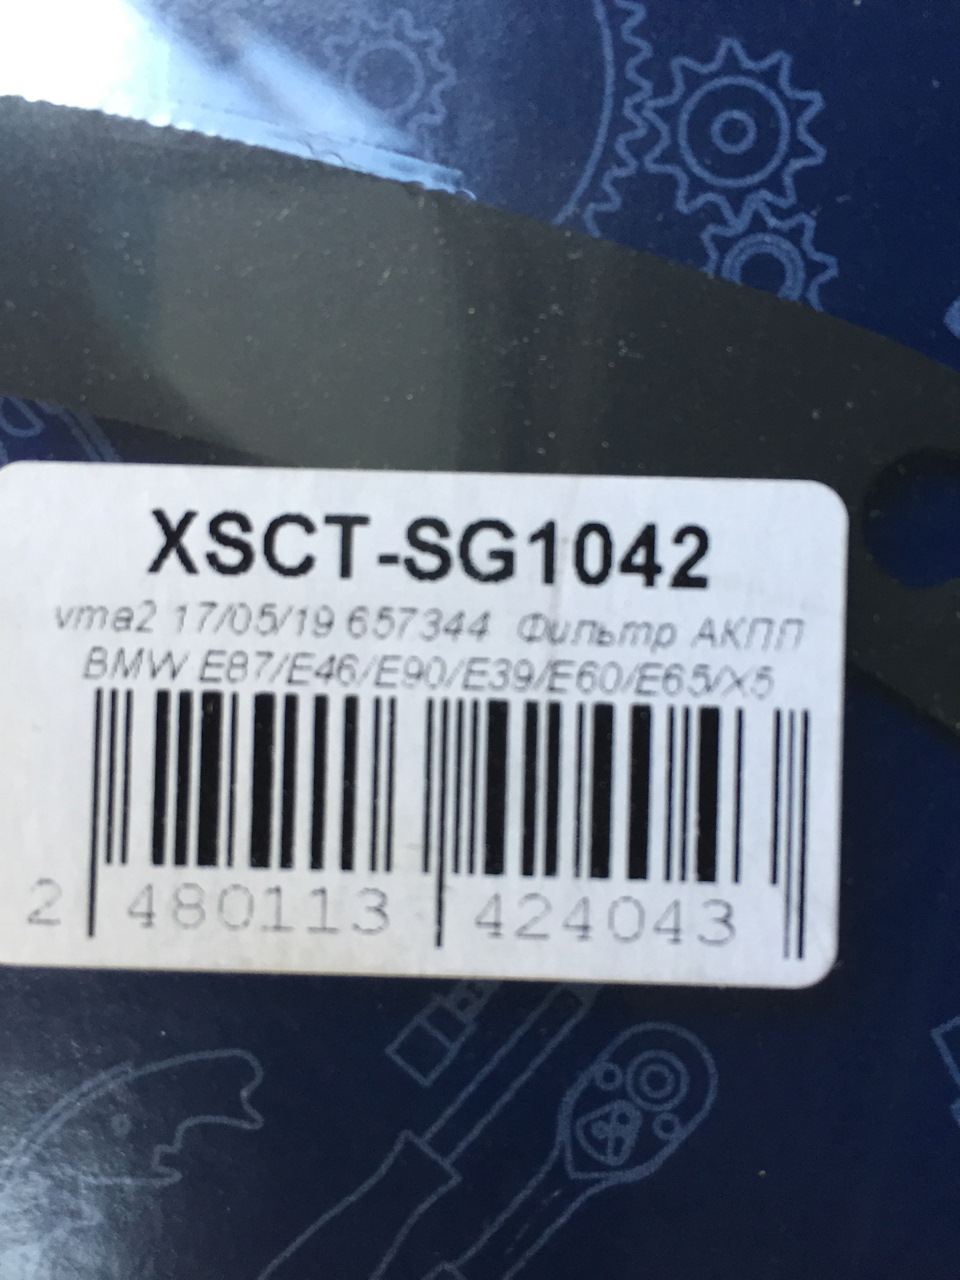 XSCT-SG1042
vma2 17/05/19 657344 Фильтр АКПП
BMW E87/E46/E90/E39/E60/E65/X5
2 480113 424043